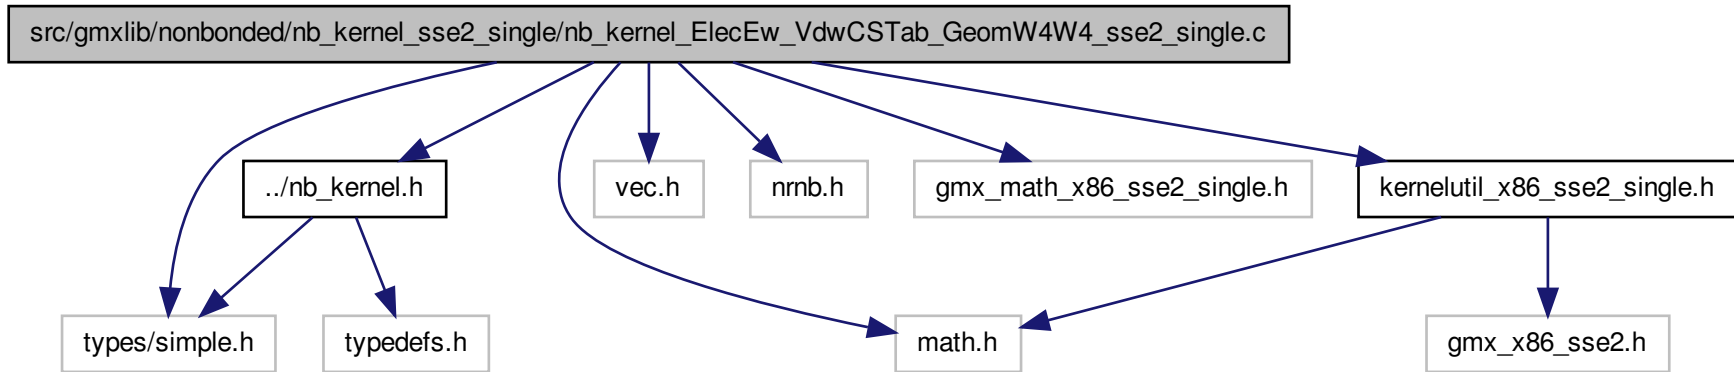 src/gmxlib/nonbonded/nb_kernel_sse2_single/nb_kernel_ElecEw_VdwCSTab_GeomW4W4_sse2_single.c
../nb_kernel.h
vec.h
nrnb.h
gmx_math_x86_sse2_single.h
kernelutil_x86_sse2_single.h
types/simple.h
typedefs.h
math.h
gmx_x86_sse2.h